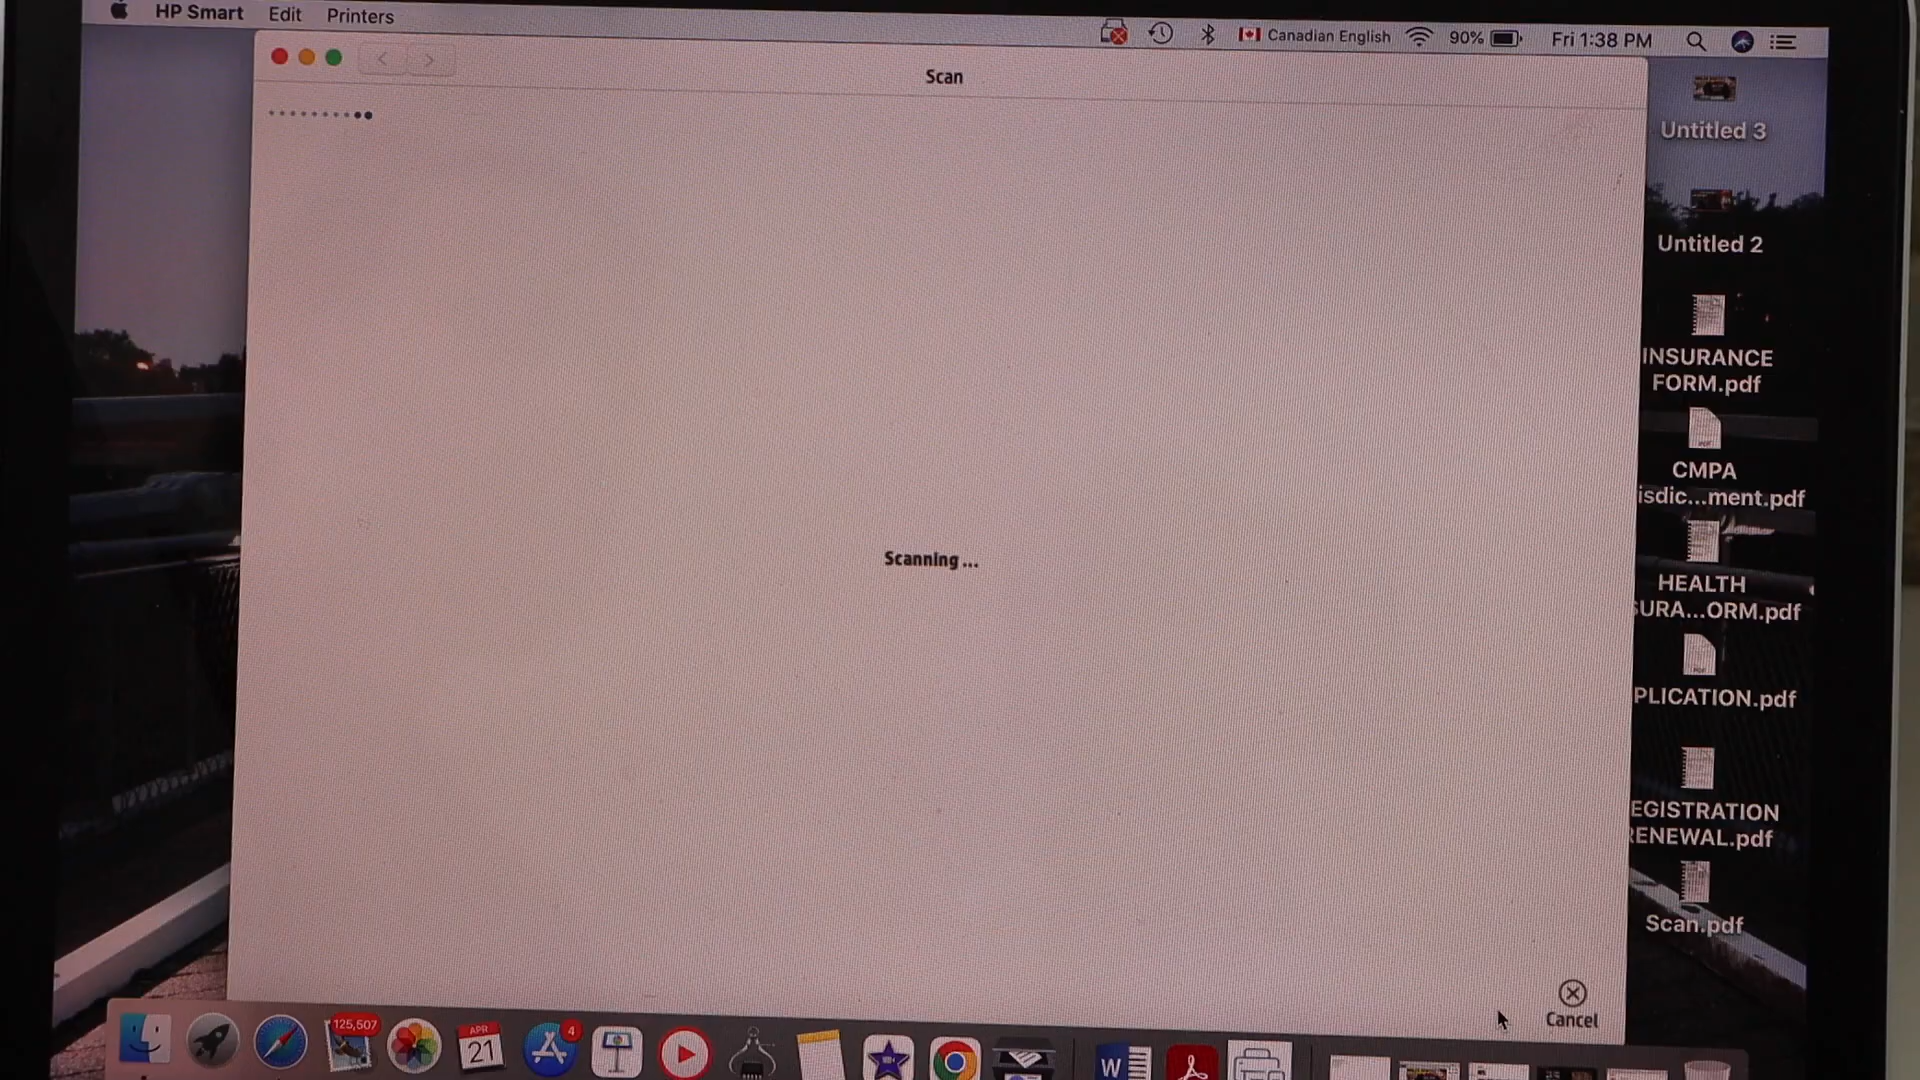 HP Smart Edit Printers
Canadian English 90% Fri 1:38 PM
Scan
Scanning ...
Cancel
Untitled 3
Untitled 2
INSURANCE
FORM.pdf
CMPA
isdic...ment.pdf
HEALTH
SURA...ORM.pdf
PLICATION.pdf
EGISTRATION
RENEWAL.pdf
Scan.pdf
125,507
APR
21
4
W